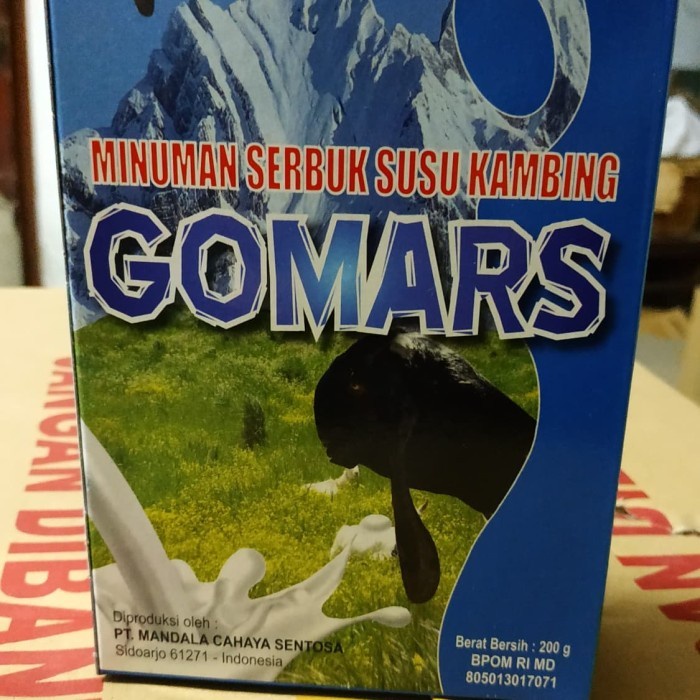 MINUMAN SERBUK SUSU KAMBING
GOMARS
Diproduksi oleh :
PT. MANDALA CAHAYA SENTOSA
Sidoarjo 61271 - Indonesia
Berat Bersih : 200 g
BPOM RI MD
805013017071